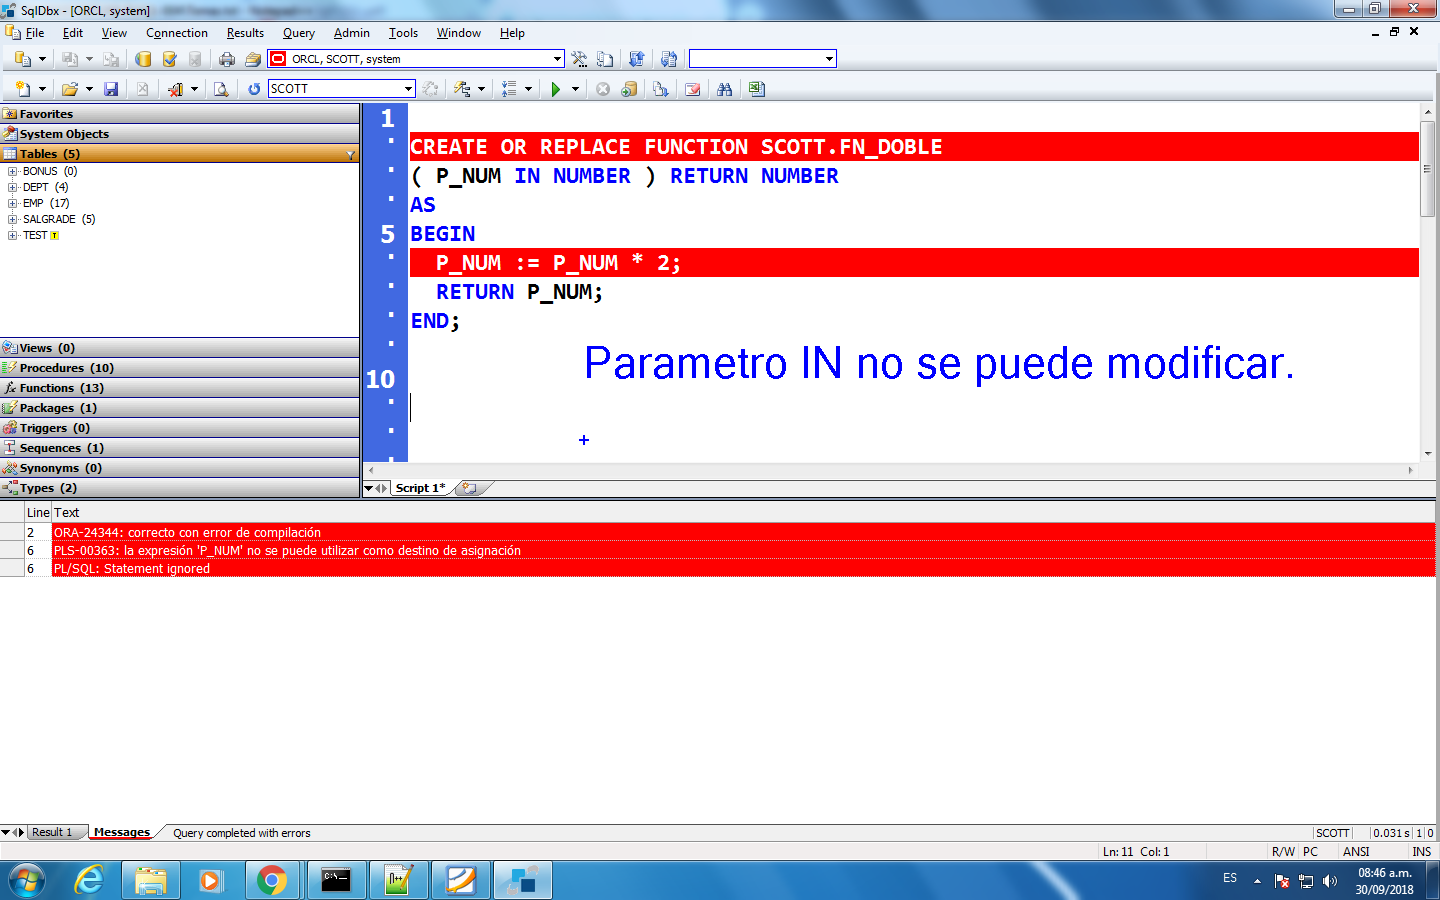 SqlDbx - [ORCL, system]
File Edit View Connection Results Query Admin Tools Window Help
ORCL, SCOTT, system
SCOTT
Favorites
System Objects
Tables (5)
BONUS (0)
DEPT (4)
EMP (17)
SALGRADE (5)
TEST T
Views (0)
Procedures (10)
Functions (13)
Packages (1)
Triggers (0)
Sequences (1)
Synonyms (0)
Types (2)
1
CREATE OR REPLACE FUNCTION SCOTT.FN_DOBLE
( P_NUM IN NUMBER ) RETURN NUMBER
AS
5 BEGIN
P_NUM := P_NUM * 2;
RETURN P_NUM;
END;
Parametro IN no se puede modificar.
10
Script 1*
Line Text
2 ORA-24344: correcto con error de compilación
6 PLS-00363: la expresión 'P_NUM' no se puede utilizar como destino de asignación
6 PL/SQL: Statement ignored
Result 1 Messages Query completed with errors SCOTT 0.031 s 1 0
Ln: 11 Col: 1 R/W PC ANSI INS
ES 08:46 a.m.
30/09/2018